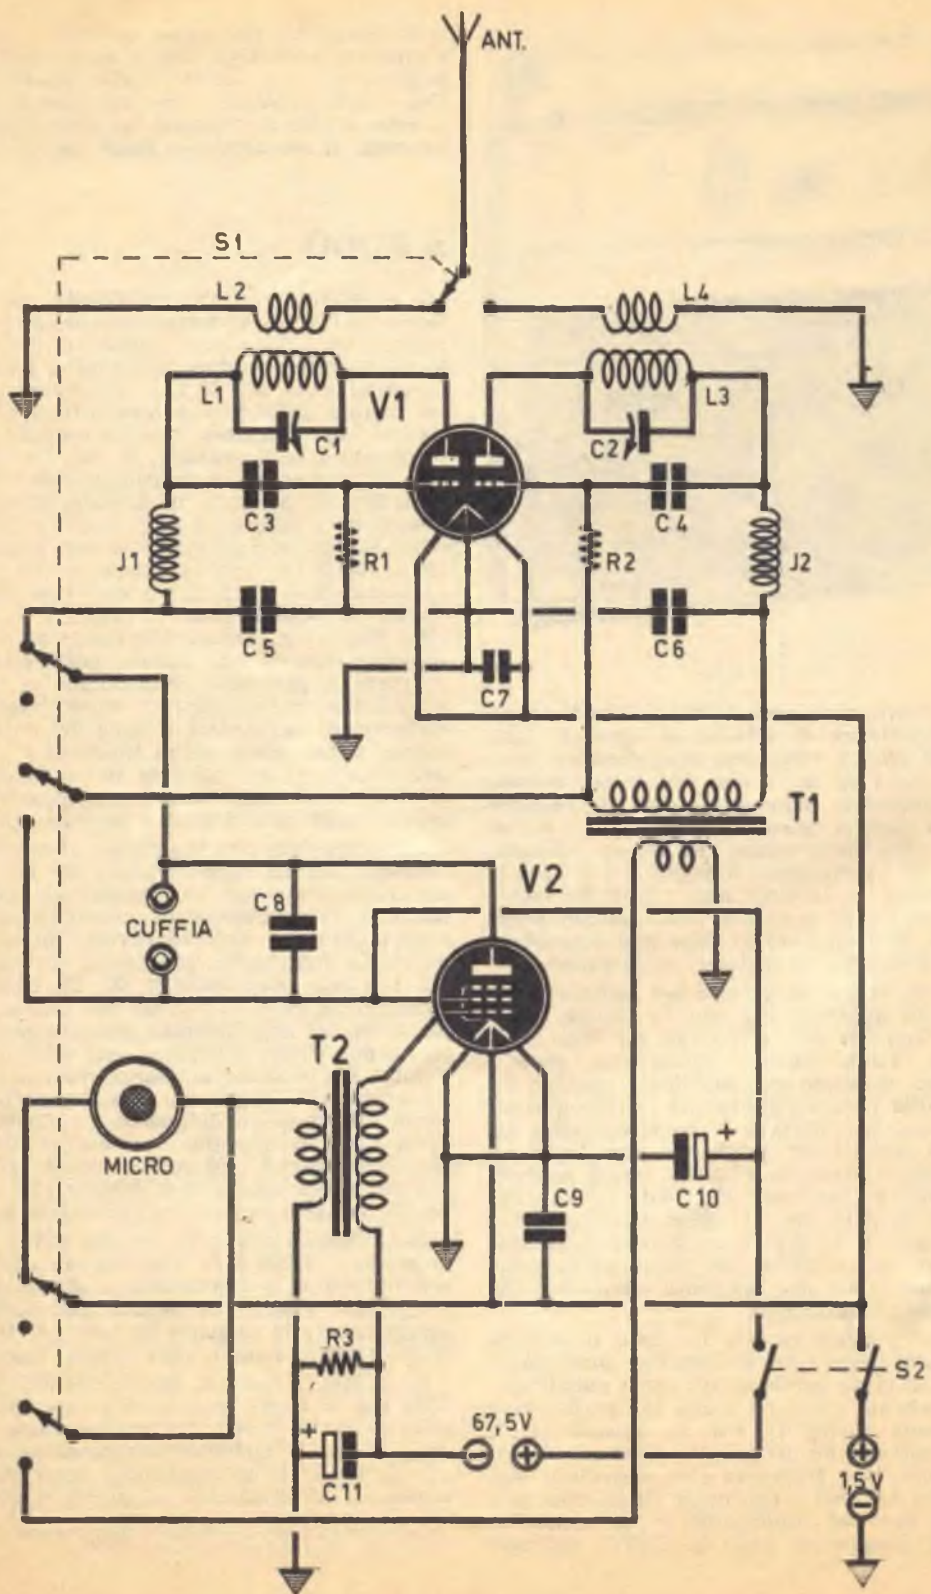 ANT.
S1
L2
L4
L1
V1
L3
C1
C2
C3
C4
J1
R1
R2
J2
C5
C6
C7
T1
V2
C8
CUFFIA
T2
MICRO
+
C9
C10
R3
S2
67,5V
+
− +
+
1,5V
−
C11